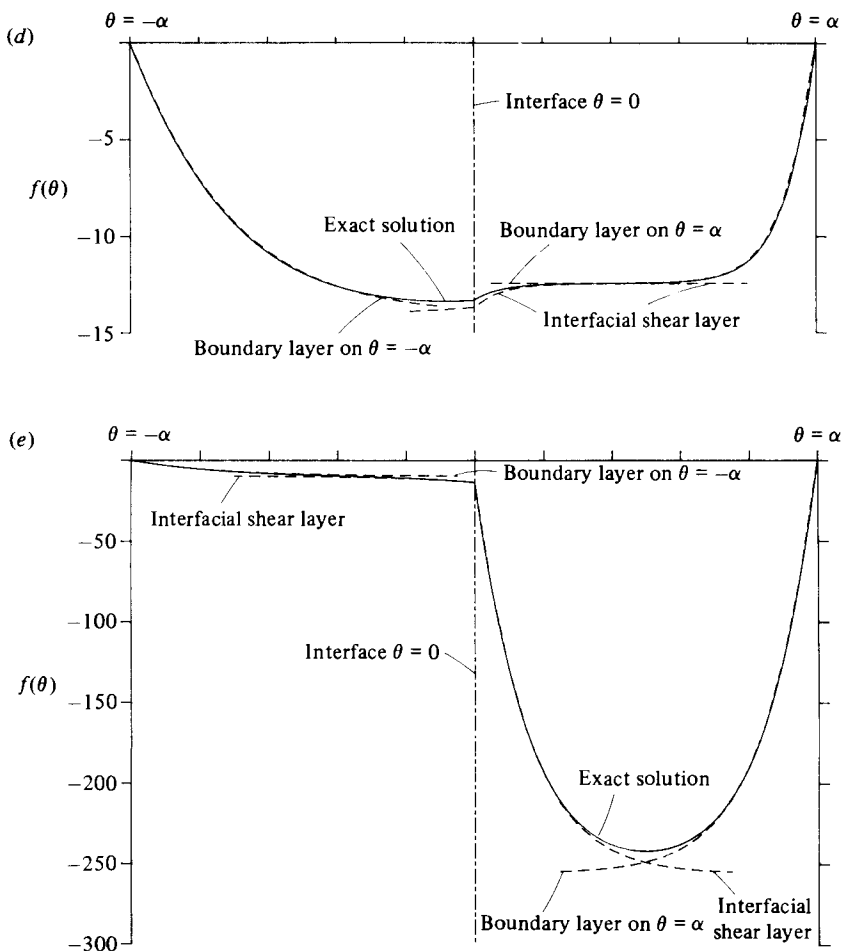 (d)
θ = −α
θ = α
Interface θ = 0
−5
f(θ)
Exact solution
Boundary layer on θ = α
−10
Interfacial shear layer
−15
Boundary layer on θ = −α
(e)
θ = −α
θ = α
Boundary layer on θ = −α
Interfacial shear layer
−50
−100
Interface θ = 0
f(θ)
−150
−200
Exact solution
−250
Interfacial
shear layer
Boundary layer on θ = α
−300